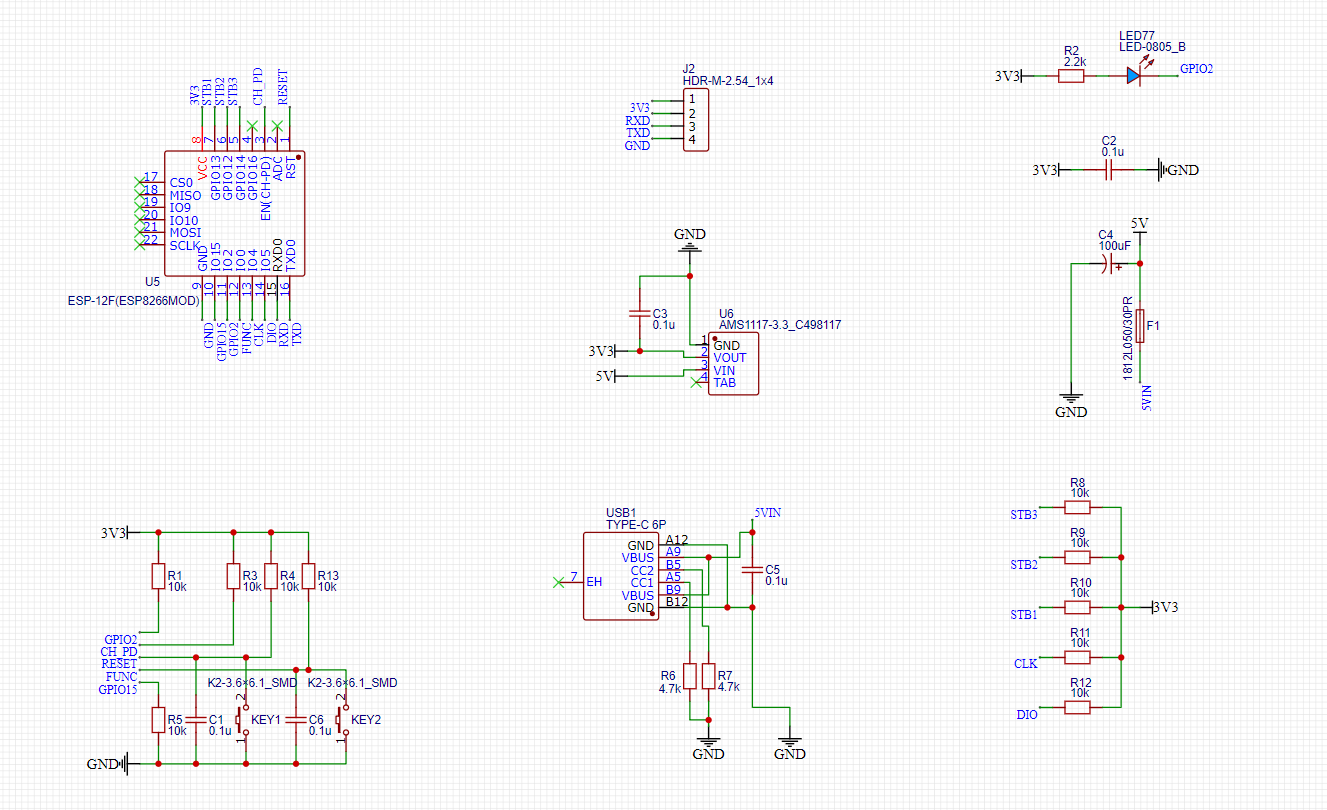 3V3
STB1
STB2
STB3
CH_PD
RESET
8
7
6
5
4
3
2
1
VCC
GPIO13
GPIO12
GPIO14
GPIO16
EN(CH-PD)
ADC
RST
17 CS0
18 MISO
19 IO9
20 IO10
21 MOSI
22 SCLK
GND
IO15
IO2
IO0
IO4
IO5
RXD0
TXD0
U5
ESP-12F(ESP8266MOD)
9
10
11
12
13
14
15
16
GND
GPIO15
GPIO2
FUNC
CLK
DIO
RXD
TXD
J2
HDR-M-2.54_1x4
3V3 1
RXD 2
TXD 3
GND 4
LED77
LED-0805_B
R2
2.2k
3V3
GPIO2
C2
0.1u
3V3
GND
GND
C3
0.1u
U6
AMS1117-3.3_C498117
3V3
5V
1 GND
2 VOUT
3 VIN
4 TAB
5V
C4
100uF
+
1812L050/30PR
F1
5VIN
GND
3V3
R1
10k
R3
10k
R4
10k
R13
10k
GPIO2
CH_PD
RESET
FUNC
GPIO15
K2-3.6×6.1_SMD
K2-3.6×6.1_SMD
R5
10k
C1
0.1u
2
KEY1
1
C6
0.1u
2
KEY2
1
GND
USB1
TYPE-C 6P
5VIN
GND A12
VBUS A9
CC2 B5
CC1 A5
VBUS B9
GND B12
7 EH
C5
0.1u
R6
4.7k
R7
4.7k
GND
GND
R8
10k
STB3
R9
10k
STB2
R10
10k
STB1
3V3
R11
10k
CLK
R12
10k
DIO